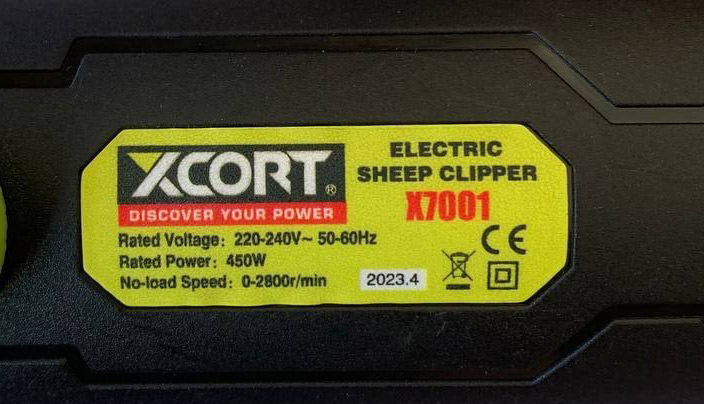 XCORT®
DISCOVER YOUR POWER
ELECTRIC
SHEEP CLIPPER
X7001
Rated Voltage: 220-240V~ 50-60Hz
Rated Power: 450W
No-load Speed: 0-2800r/min
2023.4
CE